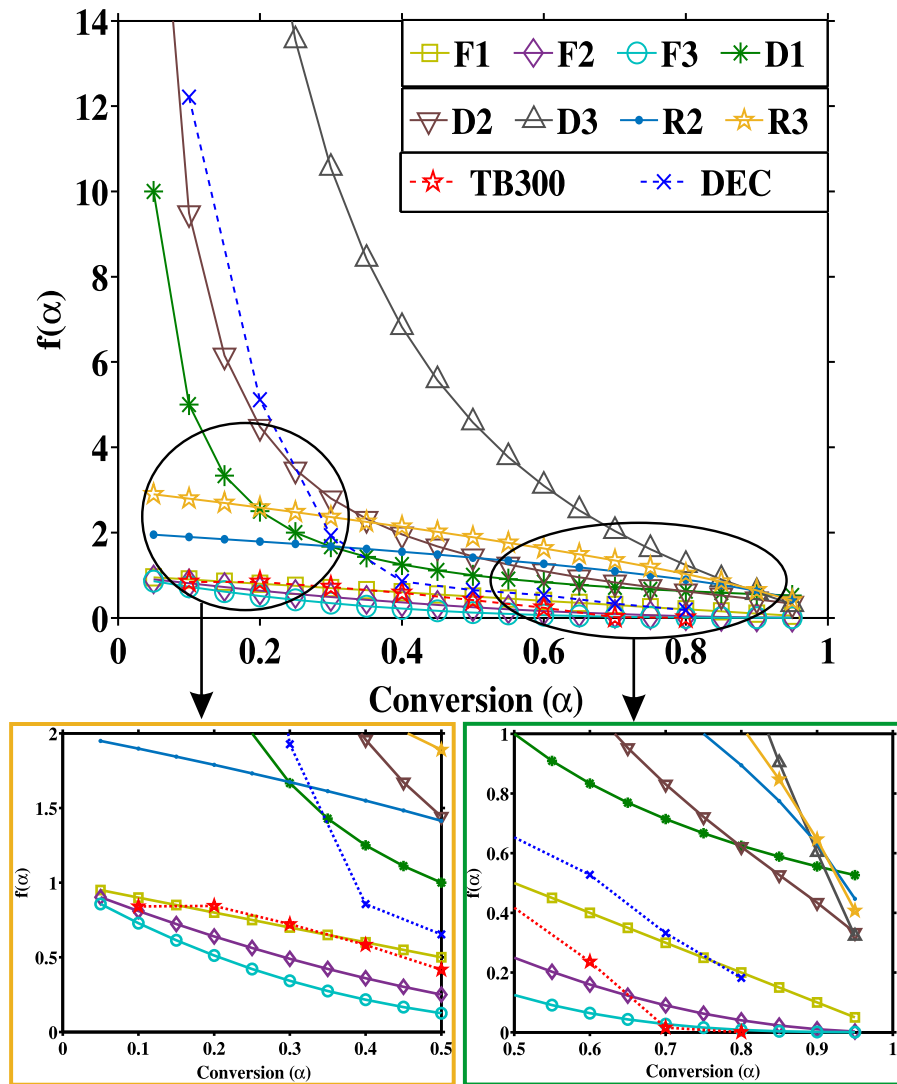 14
12
10
8
6
4
2
0
f(α)
F1 F2 F3 D1
D2 D3 R2 R3
TB300 DEC
0 0.2 0.4 0.6 0.8 1
Conversion (α)
2
1.5
1
0.5
0
f(α)
0 0.1 0.2 0.3 0.4 0.5
Conversion (α)
1
0.8
0.6
0.4
0.2
0
f(α)
0.5 0.6 0.7 0.8 0.9 1
Conversion (α)